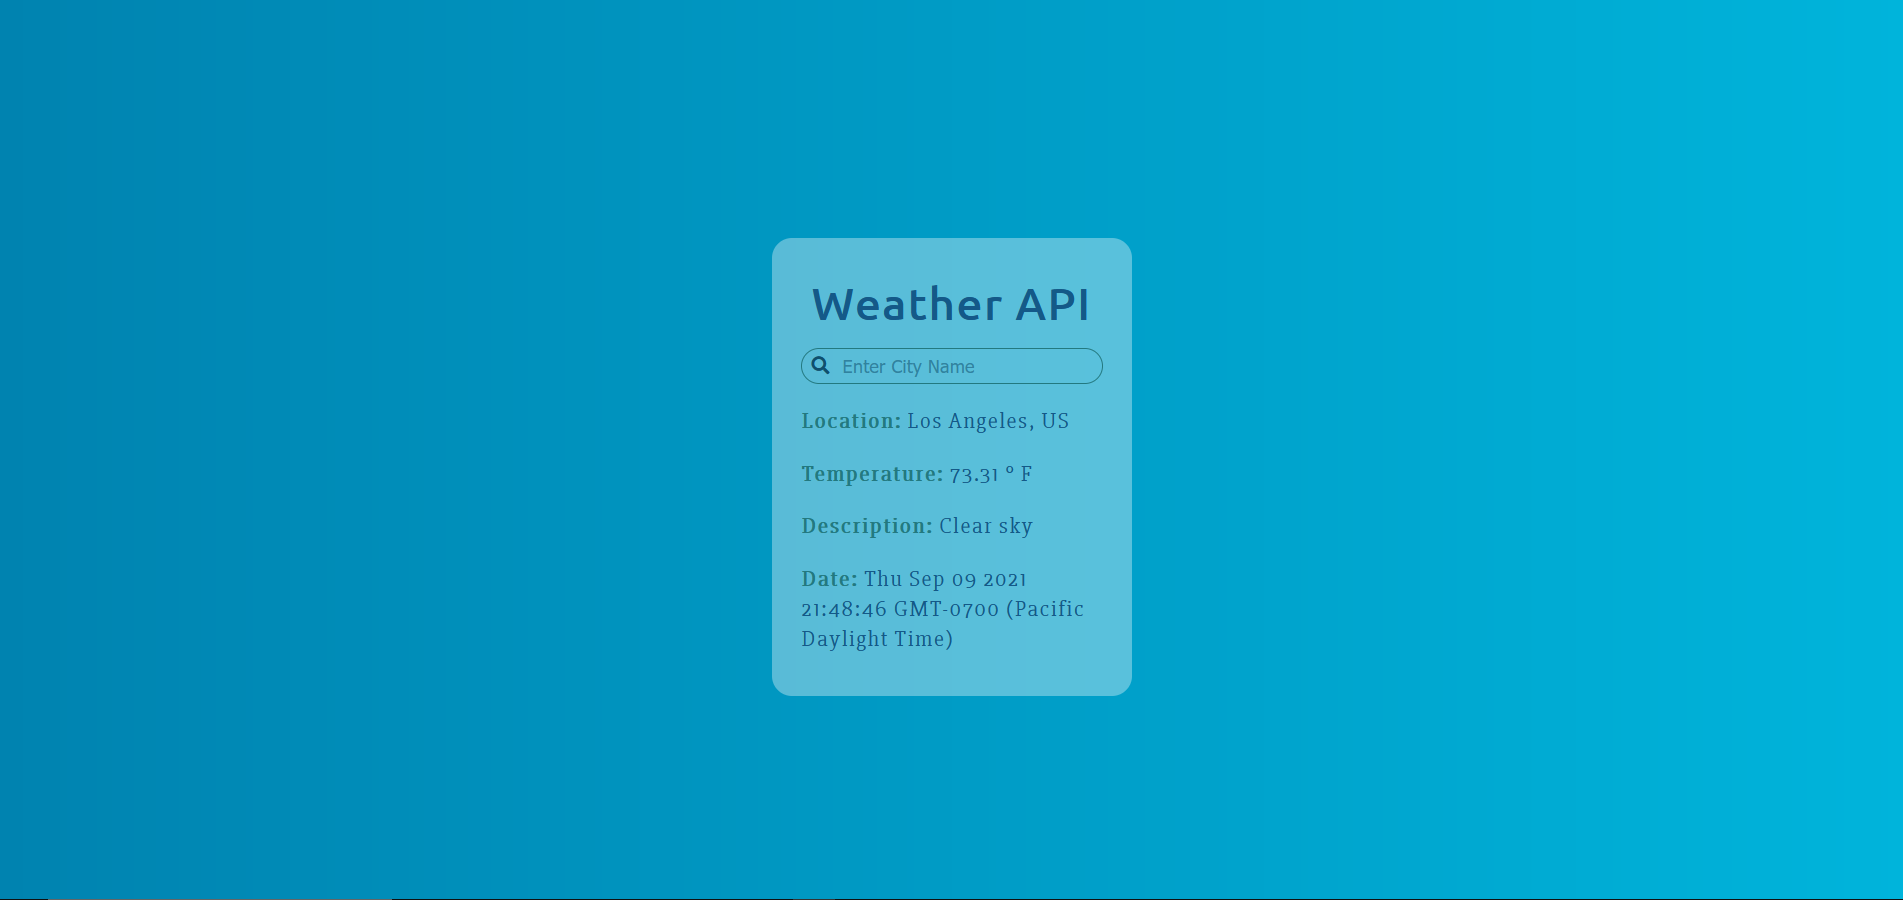 Weather API
Enter City Name
Location: Los Angeles, US
Temperature: 73.31 ° F
Description: Clear sky
Date: Thu Sep 09 2021
21:48:46 GMT-0700 (Pacific
Daylight Time)